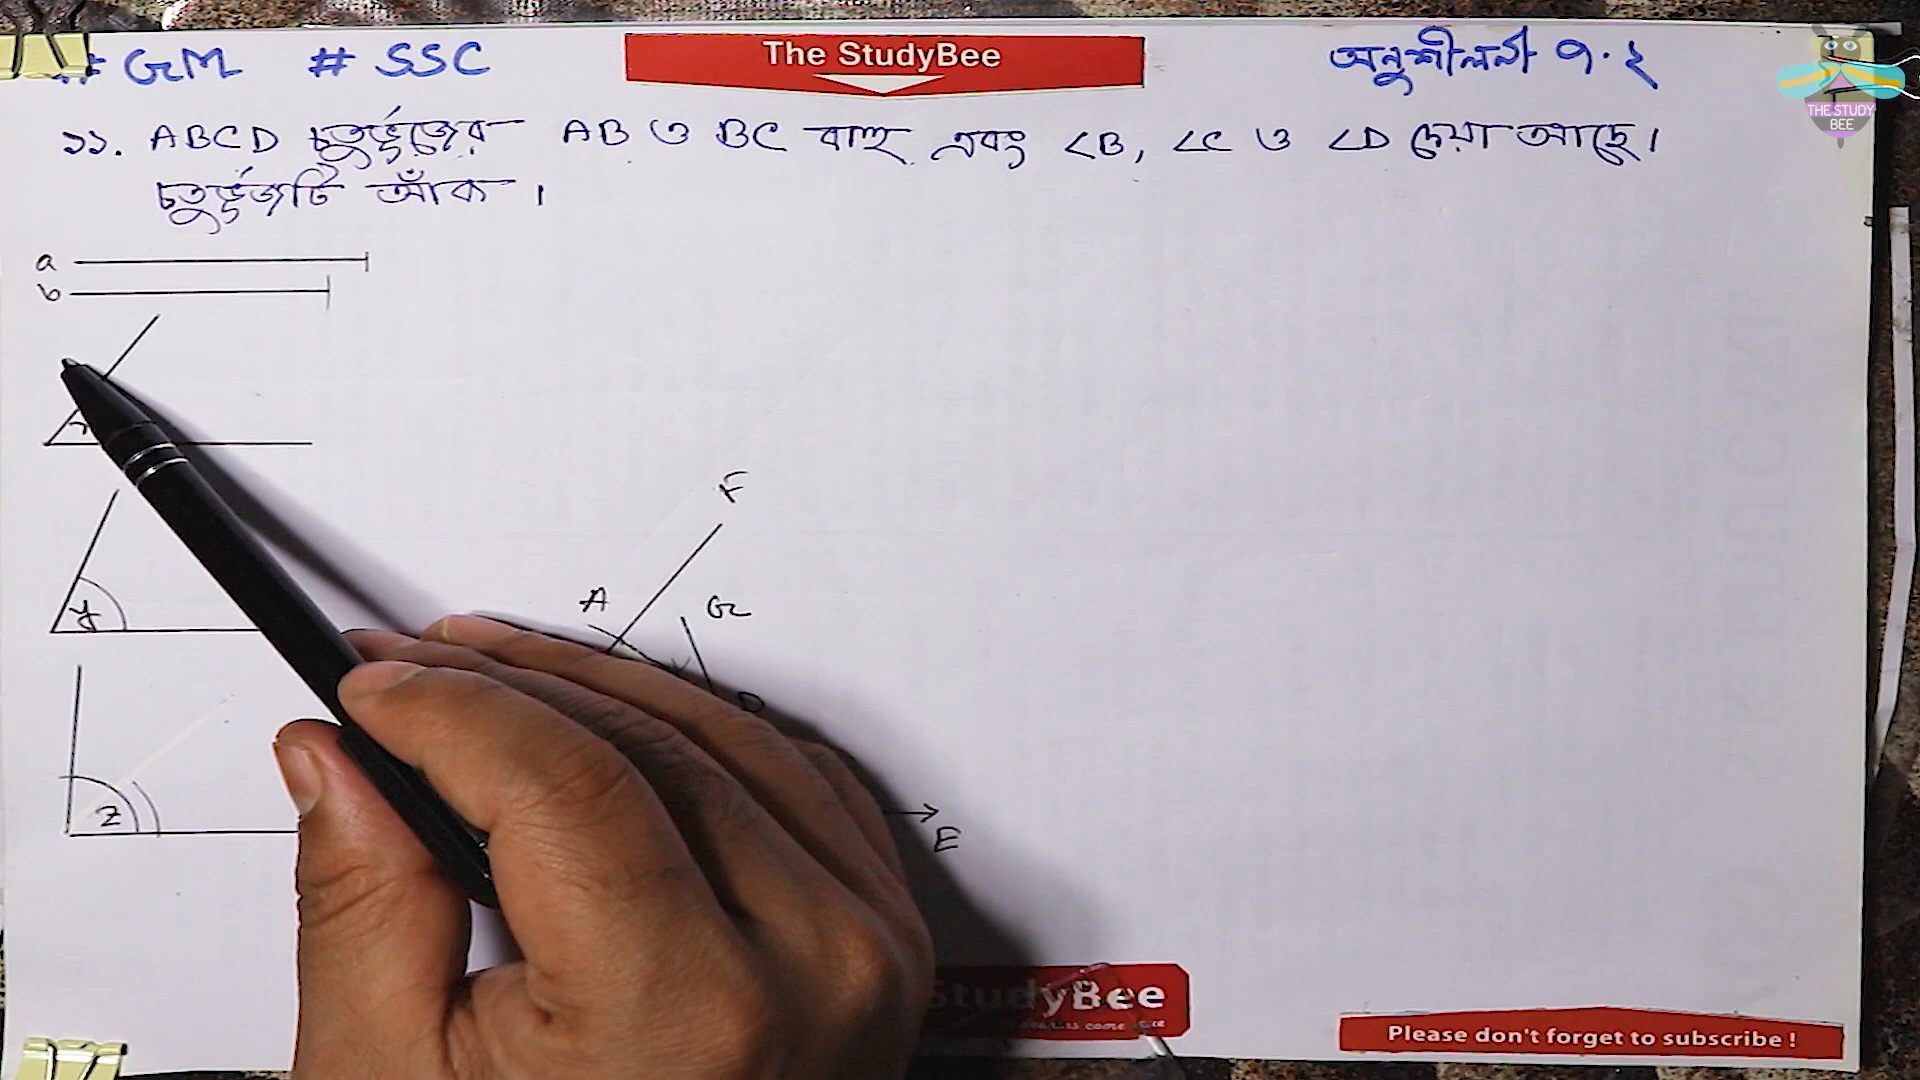 # GM # SSC
The StudyBee
অনুশীলনী ৭.২
THE STUDY
BEE
১১. ABCD চতুর্ভুজের AB ও BC বাহু এবং ∠B, ∠C ও ∠D দেয়া আছে।
চতুর্ভুজটি আঁক।
a
b
x
y
z
F
A
G
D
E
StudyBee
Please don't forget to subscribe !